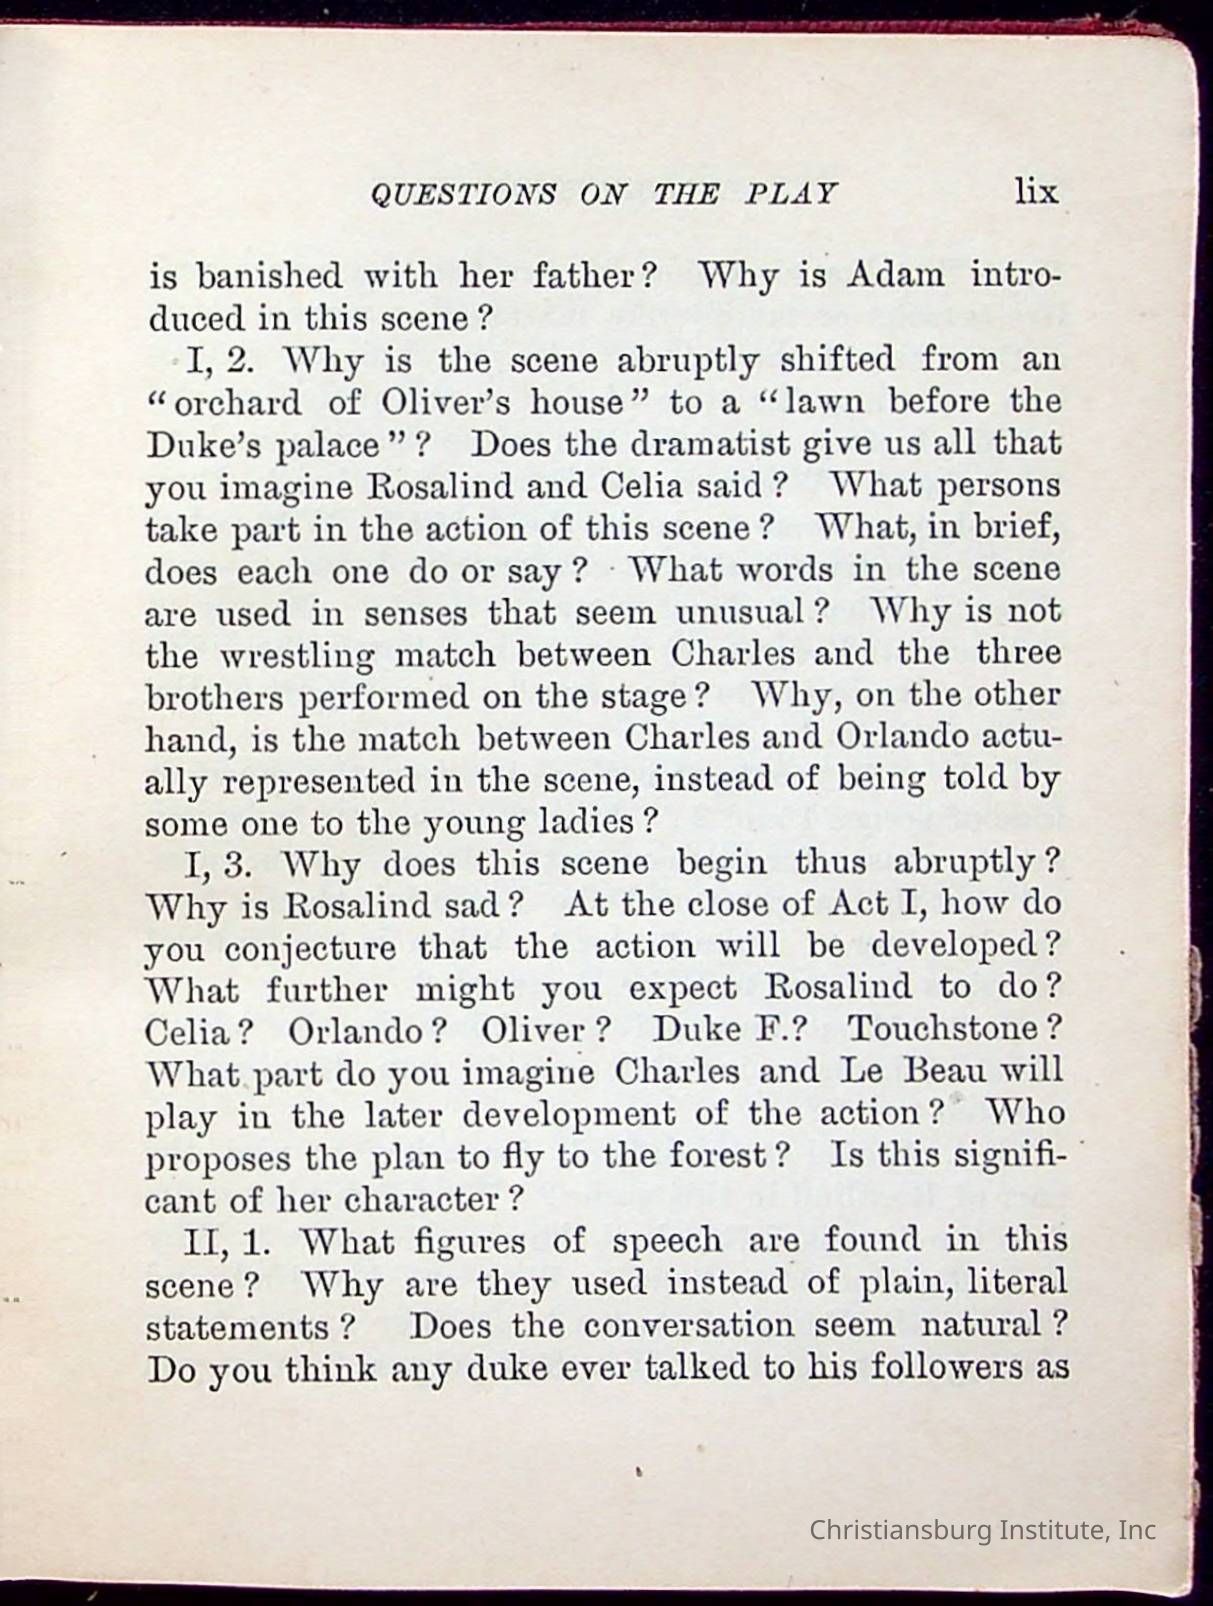 QUESTIONS ON THE PLAY lix
is banished with her father? Why is Adam intro-
duced in this scene?
I, 2. Why is the scene abruptly shifted from an
“orchard of Oliver’s house” to a “lawn before the
Duke’s palace”? Does the dramatist give us all that
you imagine Rosalind and Celia said? What persons
take part in the action of this scene? What, in brief,
does each one do or say? What words in the scene
are used in senses that seem unusual? Why is not
the wrestling match between Charles and the three
brothers performed on the stage? Why, on the other
hand, is the match between Charles and Orlando actu-
ally represented in the scene, instead of being told by
some one to the young ladies?
I, 3. Why does this scene begin thus abruptly?
Why is Rosalind sad? At the close of Act I, how do
you conjecture that the action will be developed?
What further might you expect Rosalind to do?
Celia? Orlando? Oliver? Duke F.? Touchstone?
What part do you imagine Charles and Le Beau will
play in the later development of the action? Who
proposes the plan to fly to the forest? Is this signifi-
cant of her character?
II, 1. What figures of speech are found in this
scene? Why are they used instead of plain, literal
statements? Does the conversation seem natural?
Do you think any duke ever talked to his followers as
Christiansburg Institute, Inc